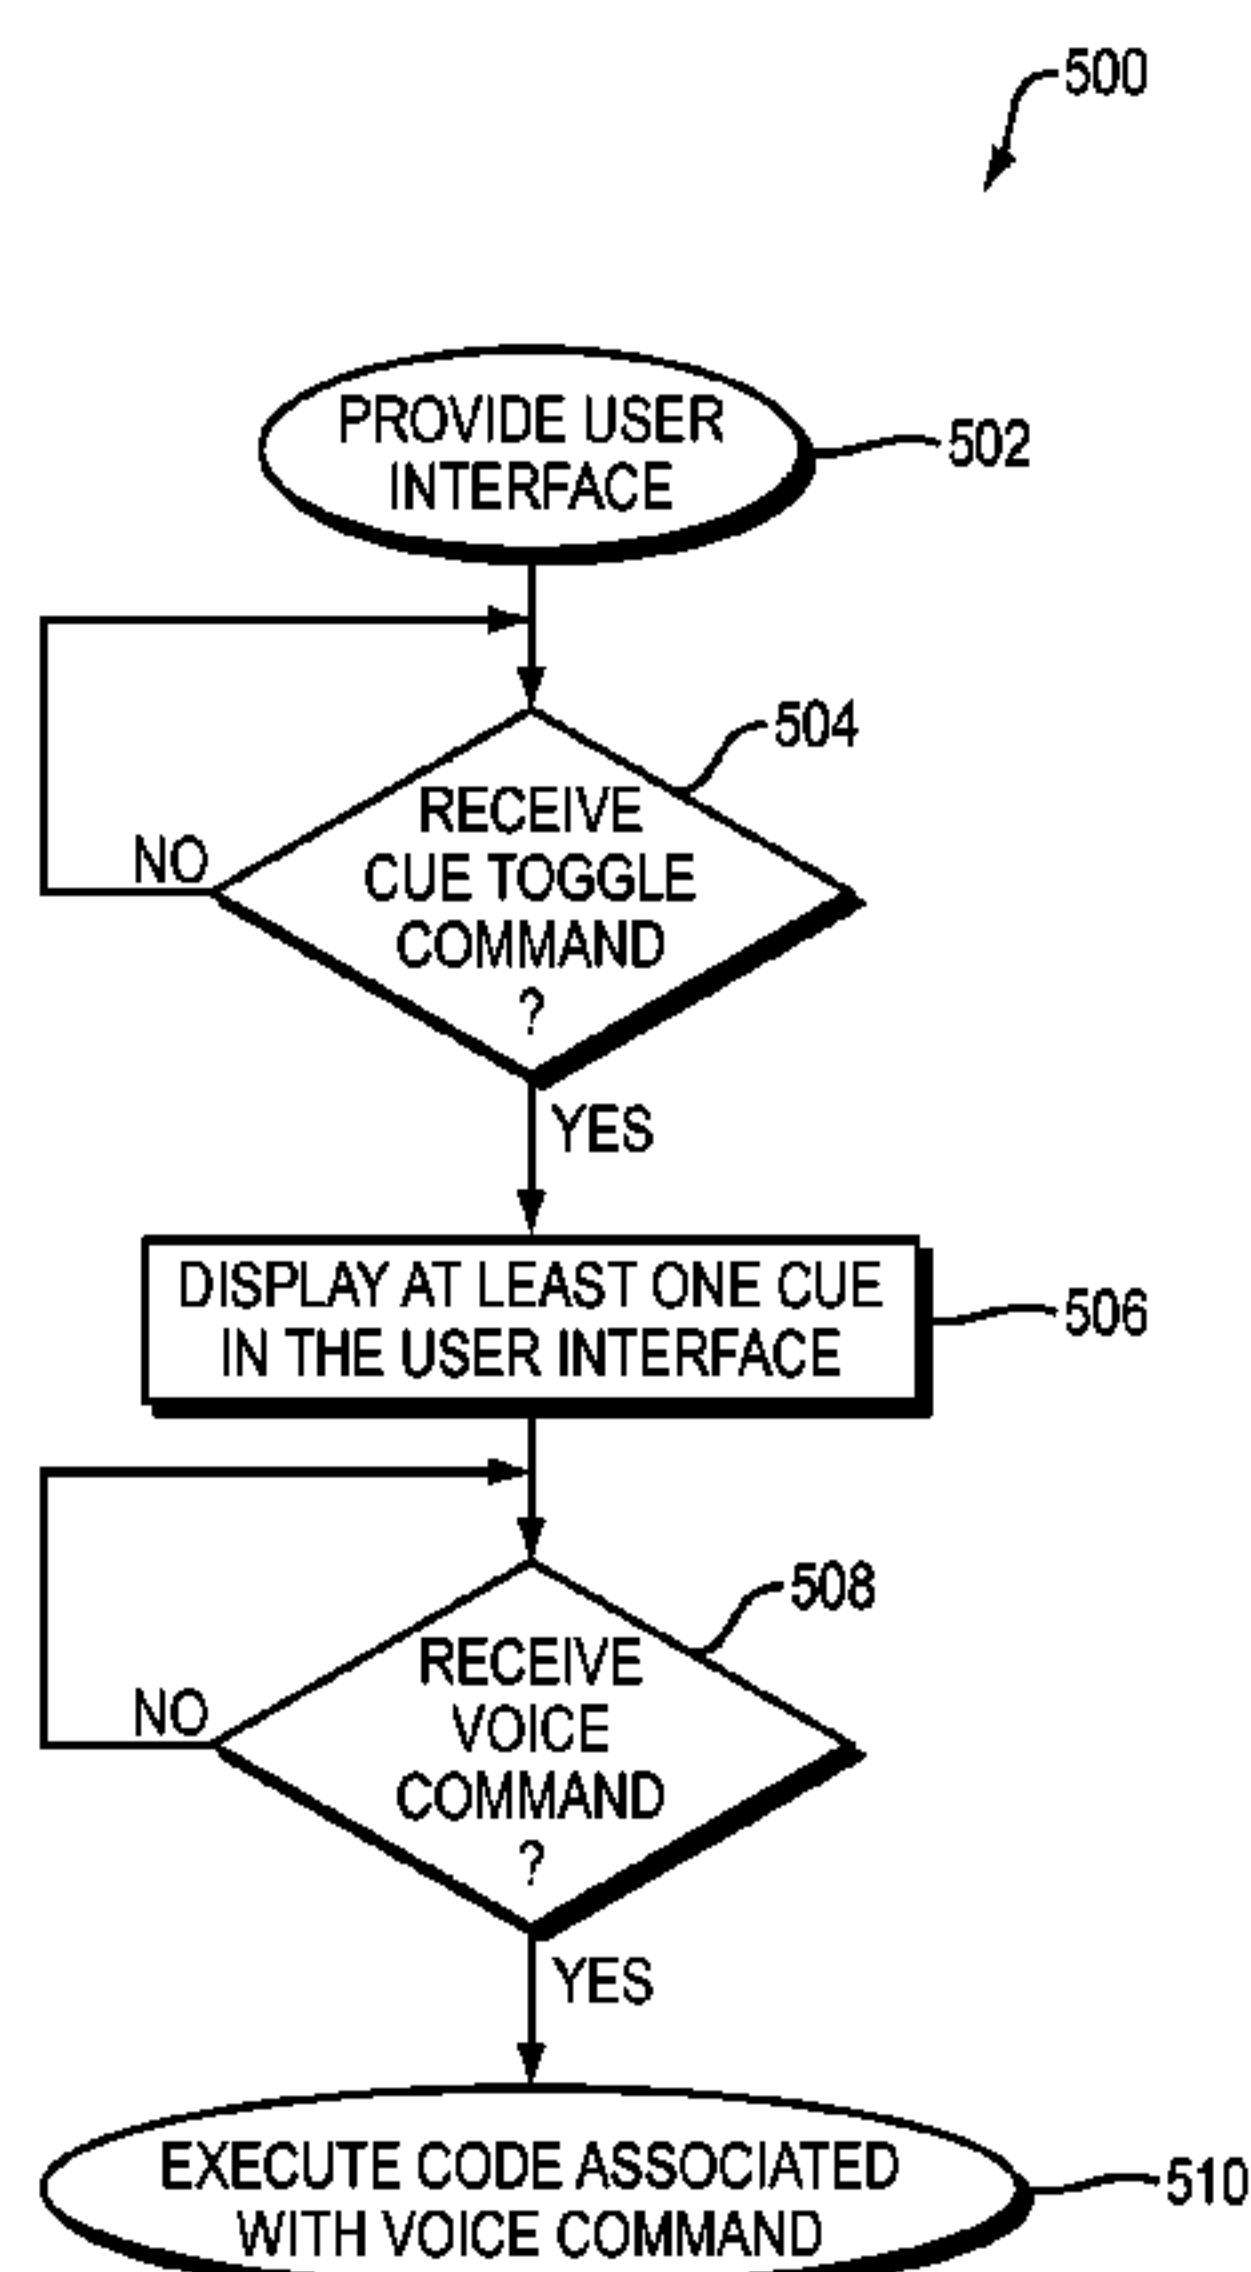 500
PROVIDE USER
INTERFACE
502
504
RECEIVE
CUE TOGGLE
COMMAND
?
NO
YES
DISPLAY AT LEAST ONE CUE
IN THE USER INTERFACE
506
508
RECEIVE
VOICE
COMMAND
?
NO
YES
EXECUTE CODE ASSOCIATED
WITH VOICE COMMAND
510